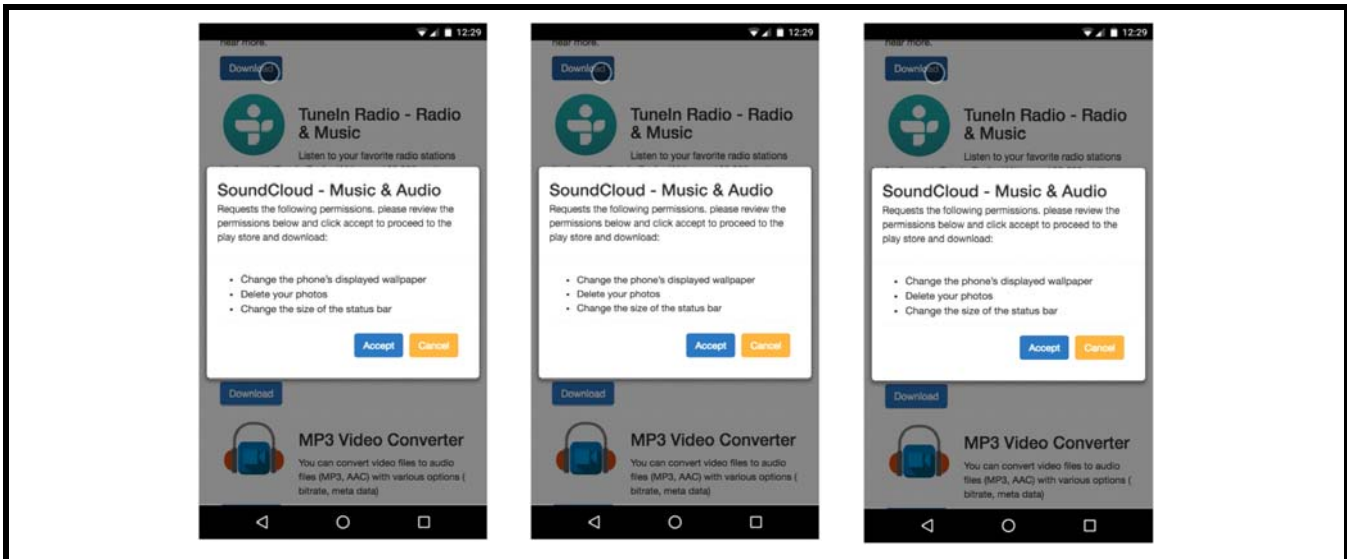 12:29
hear more.
Download
TuneIn Radio - Radio
& Music
Listen to your favorite radio stations
SoundCloud - Music & Audio
Requests the following permissions. please review the
permissions below and click accept to proceed to the
play store and download:
• Change the phone's displayed wallpaper
• Delete your photos
• Change the size of the status bar
Accept Cancel
Download
MP3 Video Converter
You can convert video files to audio
files (MP3, AAC) with various options (
bitrate, meta data)
12:29
hear more.
Download
TuneIn Radio - Radio
& Music
Listen to your favorite radio stations
SoundCloud - Music & Audio
Requests the following permissions. please review the
permissions below and click accept to proceed to the
play store and download:
• Change the phone's displayed wallpaper
• Delete your photos
• Change the size of the status bar
Accept Cancel
Download
MP3 Video Converter
You can convert video files to audio
files (MP3, AAC) with various options (
bitrate, meta data)
12:29
hear more.
Download
TuneIn Radio - Radio
& Music
Listen to your favorite radio stations
SoundCloud - Music & Audio
Requests the following permissions. please review the
permissions below and click accept to proceed to the
play store and download:
• Change the phone's displayed wallpaper
• Delete your photos
• Change the size of the status bar
Accept Cancel
Download
MP3 Video Converter
You can convert video files to audio
files (MP3, AAC) with various options (
bitrate, meta data)